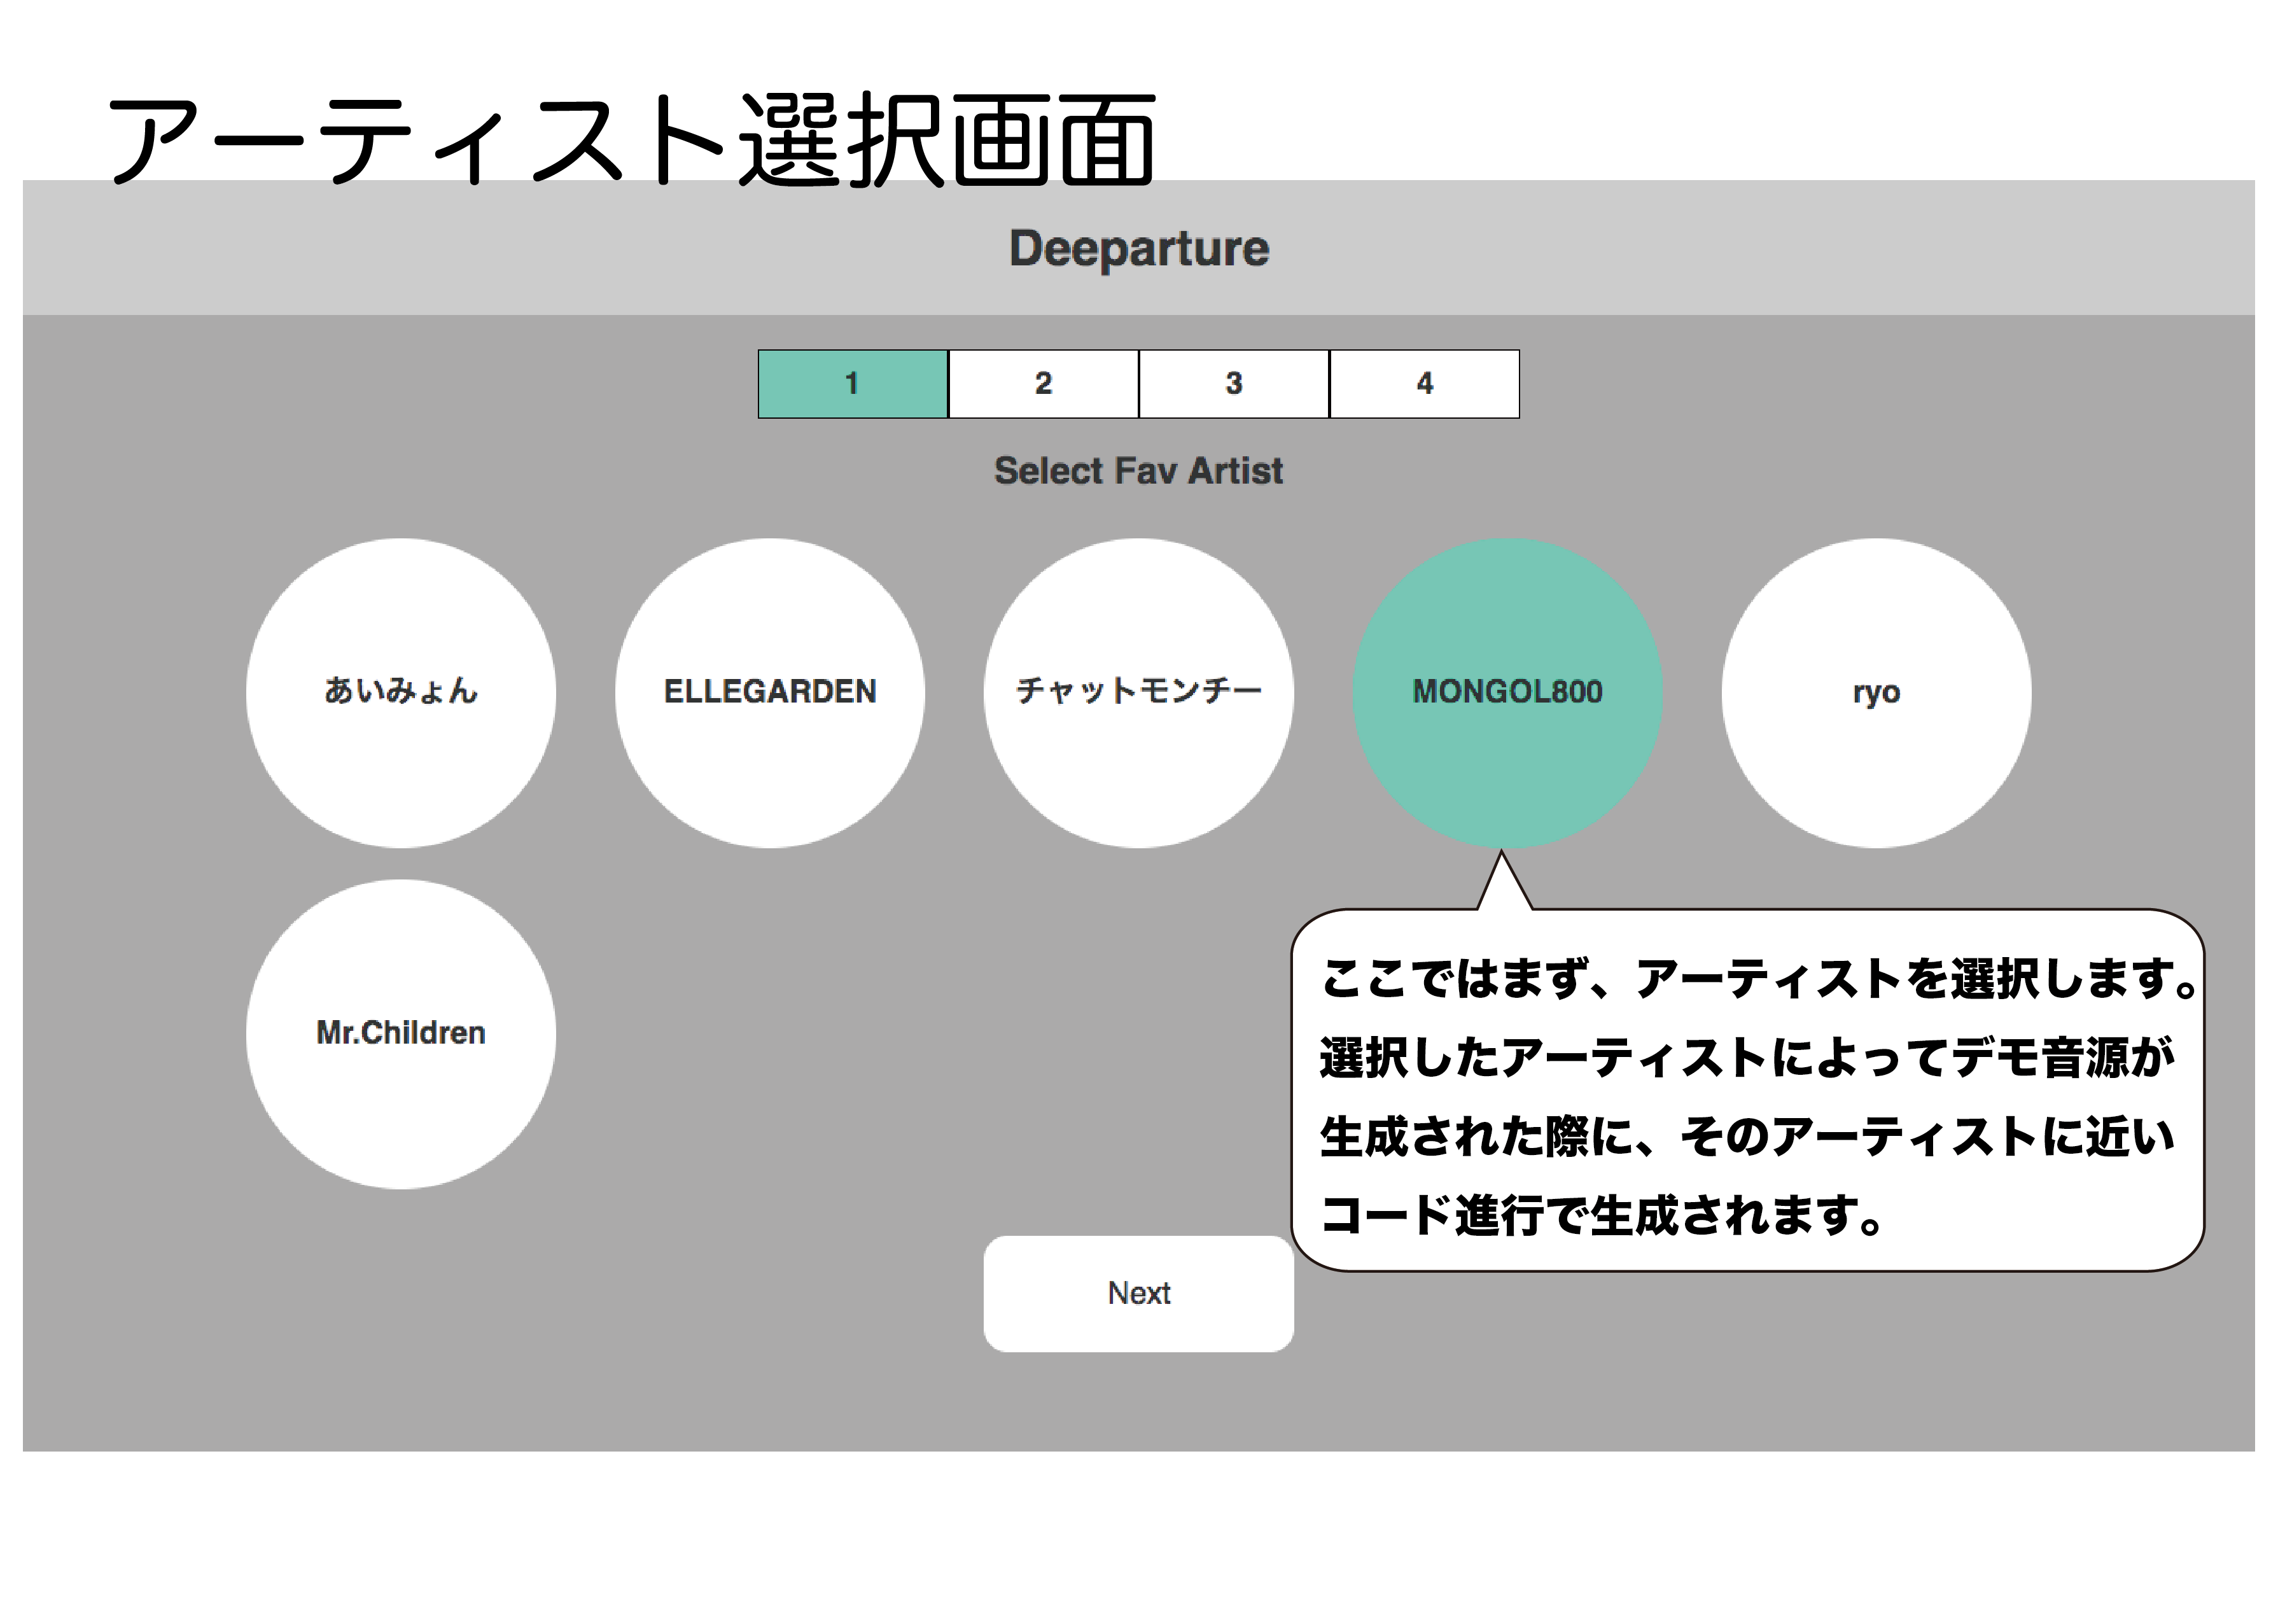 アーティスト選択画面
Deeparture
1 2 3 4
Select Fav Artist
あいみょん ELLEGARDEN チャットモンチー MONGOL800 ryo
Mr.Children
ここではまず、アーティストを選択します。
選択したアーティストによってデモ音源が
生成された際に、そのアーティストに近い
コード進行で生成されます。
Next